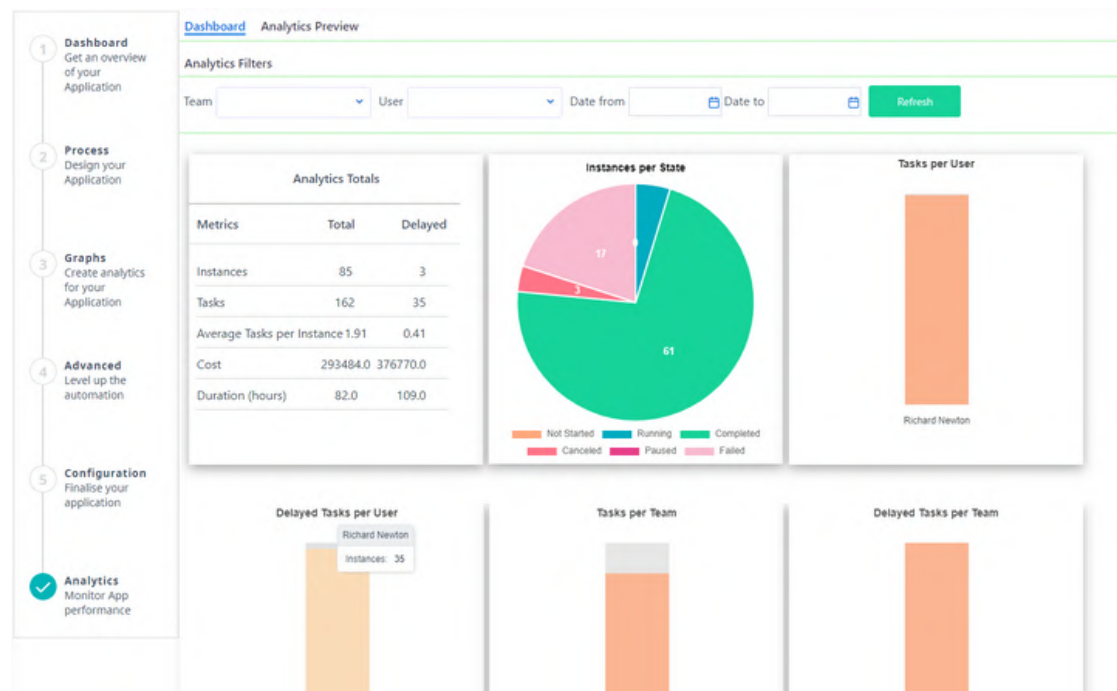 Dashboard Analytics Preview
1 Dashboard
Get an overview
of your
Application
2 Process
Design your
Application
3 Graphs
Create analytics
for your
Application
4 Advanced
Level up the
automation
5 Configuration
Finalise your
application
Analytics
Monitor App
performance
Analytics Filters
Team User Date from Date to Refresh
Analytics Totals
Metrics Total Delayed
Instances 85 3
Tasks 162 35
Average Tasks per Instance 1.91 0.41
Cost 293484.0 376770.0
Duration (hours) 82.0 109.0
Instances per State
17
3
61
Not Started Running Completed
Canceled Paused Failed
Tasks per User
Richard Newton
Delayed Tasks per User
Richard Newton
Instances: 35
Tasks per Team
Delayed Tasks per Team